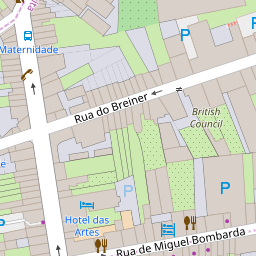 Maternidade
Rua do Breiner
British
Council
P
P
P
Hotel das
Artes
Rua de Miguel Bombarda